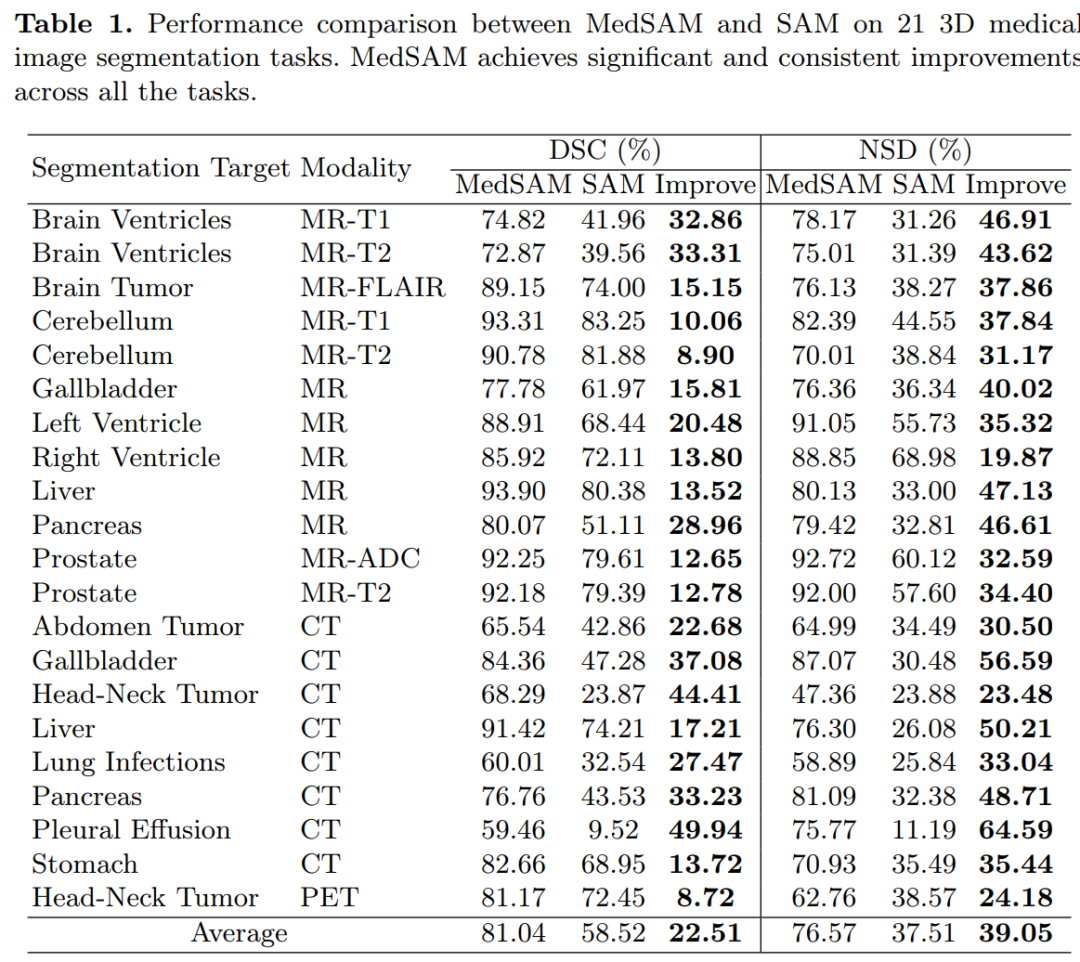 Table 1. Performance comparison between MedSAM and SAM on 21 3D medical
image segmentation tasks. MedSAM achieves significant and consistent improvements
across all the tasks.
Segmentation Target Modality DSC (%) NSD (%)
MedSAM SAM Improve MedSAM SAM Improve
Brain Ventricles MR-T1 74.82 41.96 32.86 78.17 31.26 46.91
Brain Ventricles MR-T2 72.87 39.56 33.31 75.01 31.39 43.62
Brain Tumor MR-FLAIR 89.15 74.00 15.15 76.13 38.27 37.86
Cerebellum MR-T1 93.31 83.25 10.06 82.39 44.55 37.84
Cerebellum MR-T2 90.78 81.88 8.90 70.01 38.84 31.17
Gallbladder MR 77.78 61.97 15.81 76.36 36.34 40.02
Left Ventricle MR 88.91 68.44 20.48 91.05 55.73 35.32
Right Ventricle MR 85.92 72.11 13.80 88.85 68.98 19.87
Liver MR 93.90 80.38 13.52 80.13 33.00 47.13
Pancreas MR 80.07 51.11 28.96 79.42 32.81 46.61
Prostate MR-ADC 92.25 79.61 12.65 92.72 60.12 32.59
Prostate MR-T2 92.18 79.39 12.78 92.00 57.60 34.40
Abdomen Tumor CT 65.54 42.86 22.68 64.99 34.49 30.50
Gallbladder CT 84.36 47.28 37.08 87.07 30.48 56.59
Head-Neck Tumor CT 68.29 23.87 44.41 47.36 23.88 23.48
Liver CT 91.42 74.21 17.21 76.30 26.08 50.21
Lung Infections CT 60.01 32.54 27.47 58.89 25.84 33.04
Pancreas CT 76.76 43.53 33.23 81.09 32.38 48.71
Pleural Effusion CT 59.46 9.52 49.94 75.77 11.19 64.59
Stomach CT 82.66 68.95 13.72 70.93 35.49 35.44
Head-Neck Tumor PET 81.17 72.45 8.72 62.76 38.57 24.18
Average 81.04 58.52 22.51 76.57 37.51 39.05